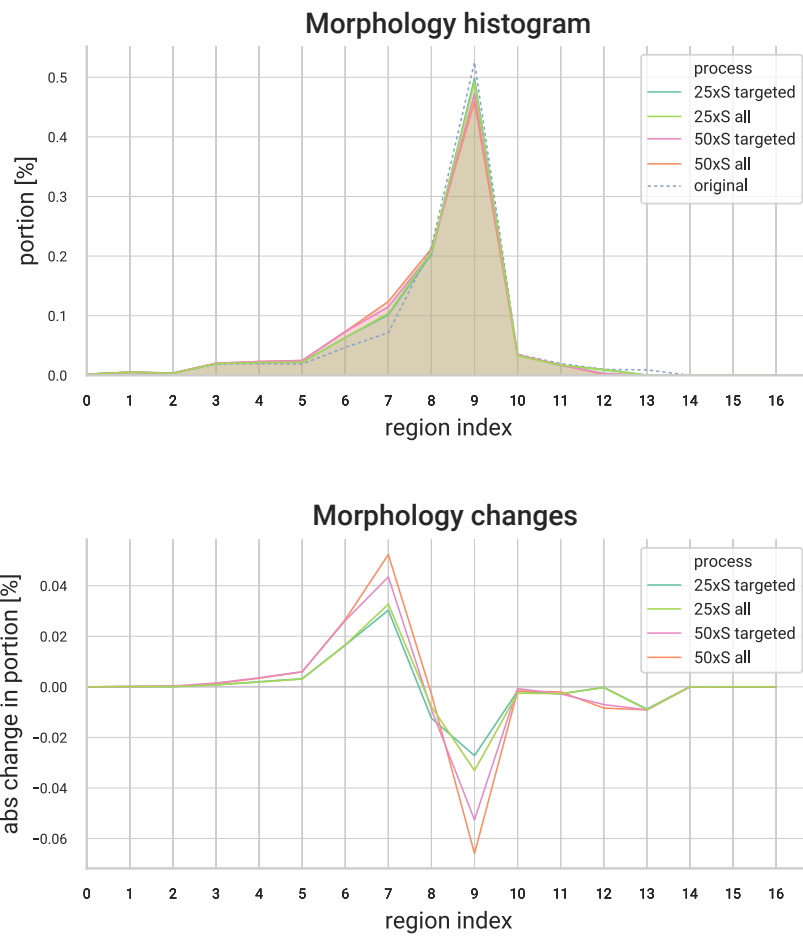 Morphology histogram
portion [%]
0.5
0.4
0.3
0.2
0.1
0.0
process
25xS targeted
25xS all
50xS targeted
50xS all
original
0 1 2 3 4 5 6 7 8 9 10 11 12 13 14 15 16
region index
Morphology changes
abs change in portion [%]
0.04
0.02
0.00
−0.02
−0.04
−0.06
process
25xS targeted
25xS all
50xS targeted
50xS all
0 1 2 3 4 5 6 7 8 9 10 11 12 13 14 15 16
region index